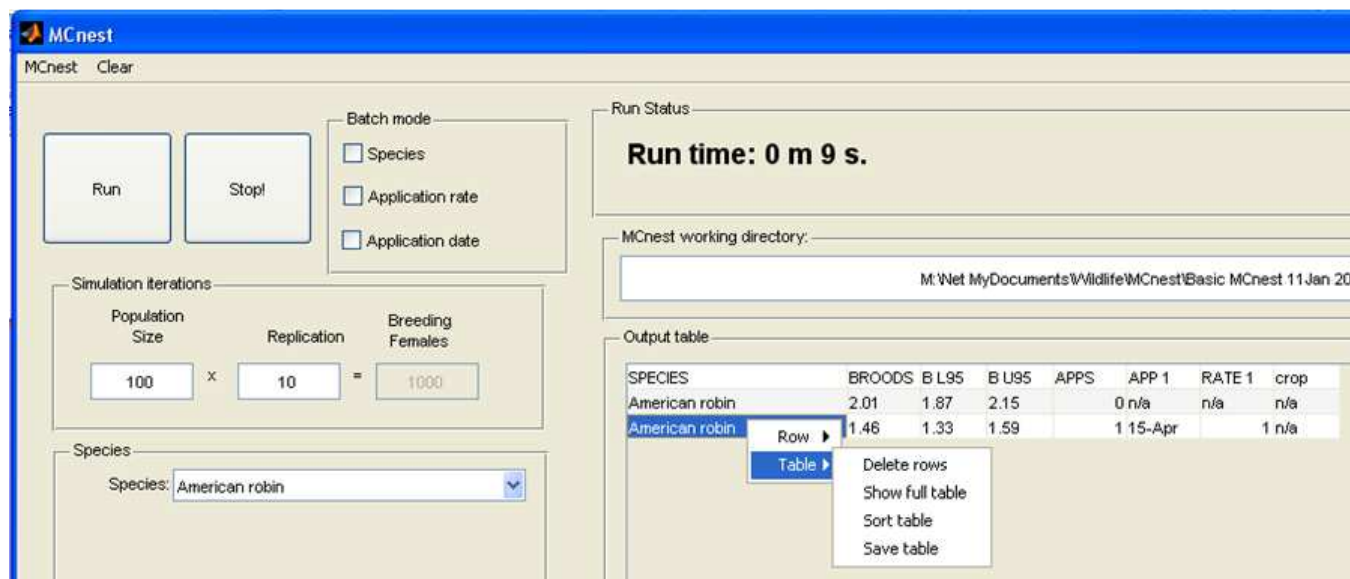 MCnest
MCnest Clear
Run
Stop!
Batch mode
Species
Application rate
Application date
Simulation iterations
Population Size
Replication
Breeding Females
100 x 10 = 1000
Species
Species: American robin
Run Status
Run time: 0 m 9 s.
MCnest working directory:
M:\Net MyDocuments\Wildlife\MCnest\Basic MCnest 11Jan 20
Output table
SPECIES BROODS B L95 B U95 APPS APP 1 RATE 1 crop
American robin 2.01 1.87 2.15 0 n/a n/a n/a
American robin 1.46 1.33 1.59 1 15-Apr 1 n/a
Row
Table
Delete rows
Show full table
Sort table
Save table